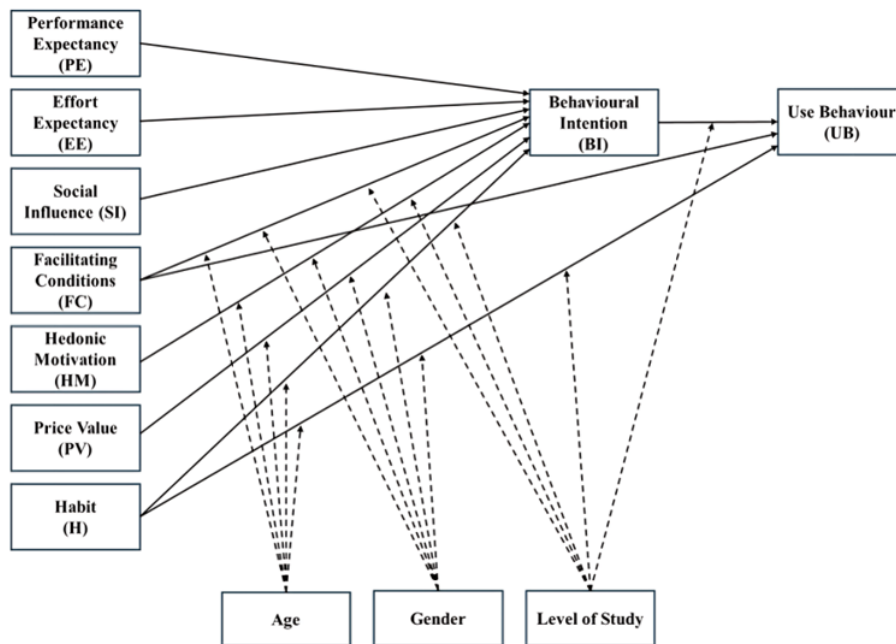 Performance
Expectancy
(PE)
Effort
Expectancy
(EE)
Social
Influence (SI)
Facilitating
Conditions
(FC)
Hedonic
Motivation
(HM)
Price Value
(PV)
Habit
(H)
Behavioural
Intention
(BI)
Use Behaviour
(UB)
Age
Gender
Level of Study